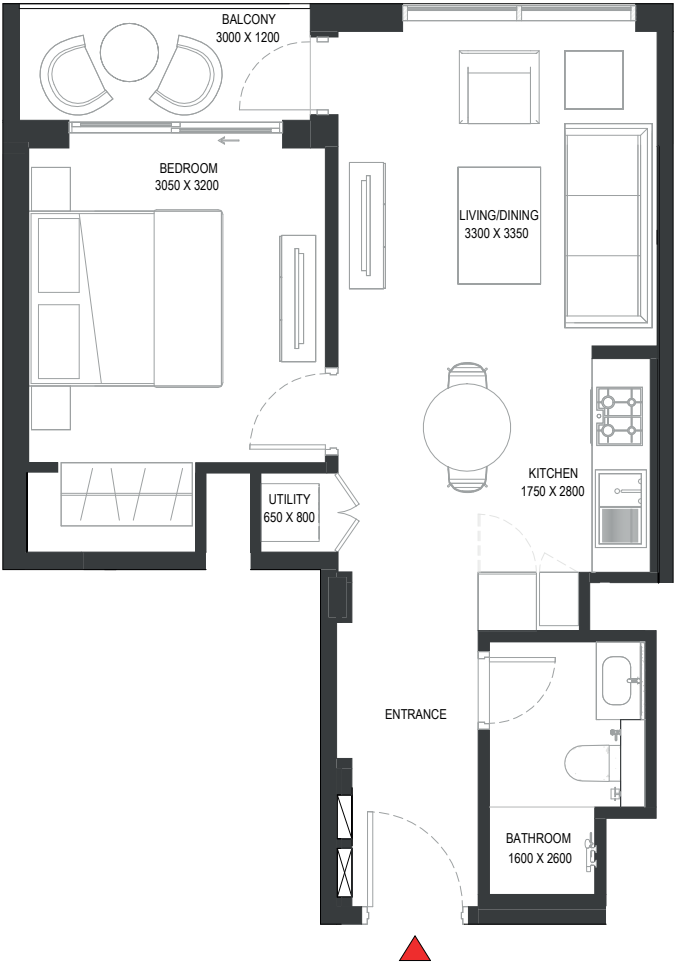 BALCONY
3000 X 1200
BEDROOM
3050 X 3200
LIVING/DINING
3300 X 3350
KITCHEN
1750 X 2800
UTILITY
650 X 800
ENTRANCE
BATHROOM
1600 X 2600